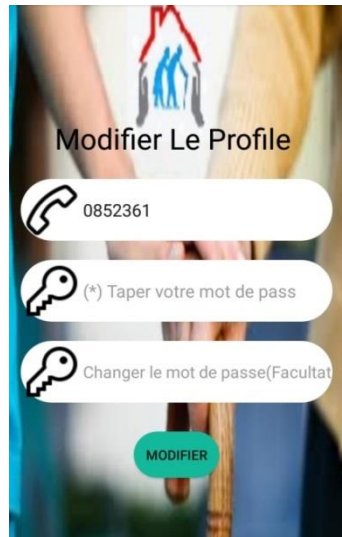 Modifier Le Profile
0852361
(*) Taper votre mot de pass
Changer le mot de passe(Facultat
MODIFIER